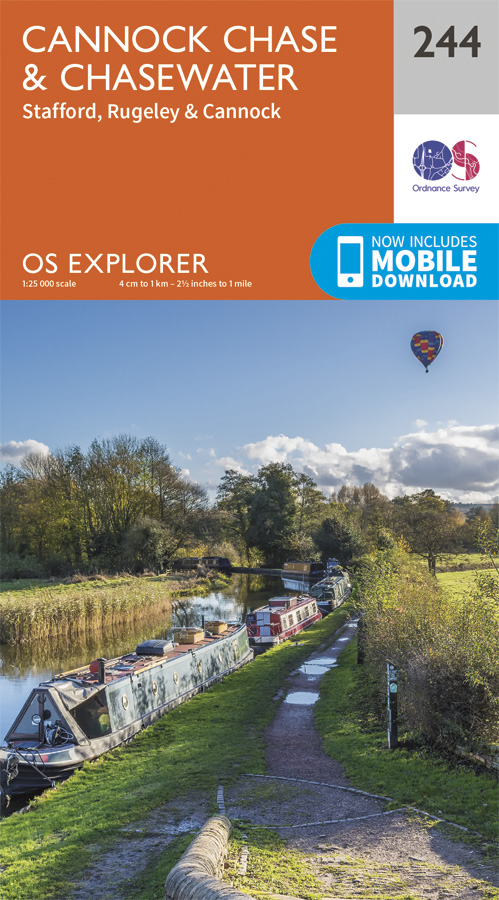 CANNOCK CHASE
& CHASEWATER
Stafford, Rugeley & Cannock
244
OS
Ordnance Survey
OS EXPLORER
1:25 000 scale 4 cm to 1 km – 2½ inches to 1 mile
NOW INCLUDES
MOBILE
DOWNLOAD